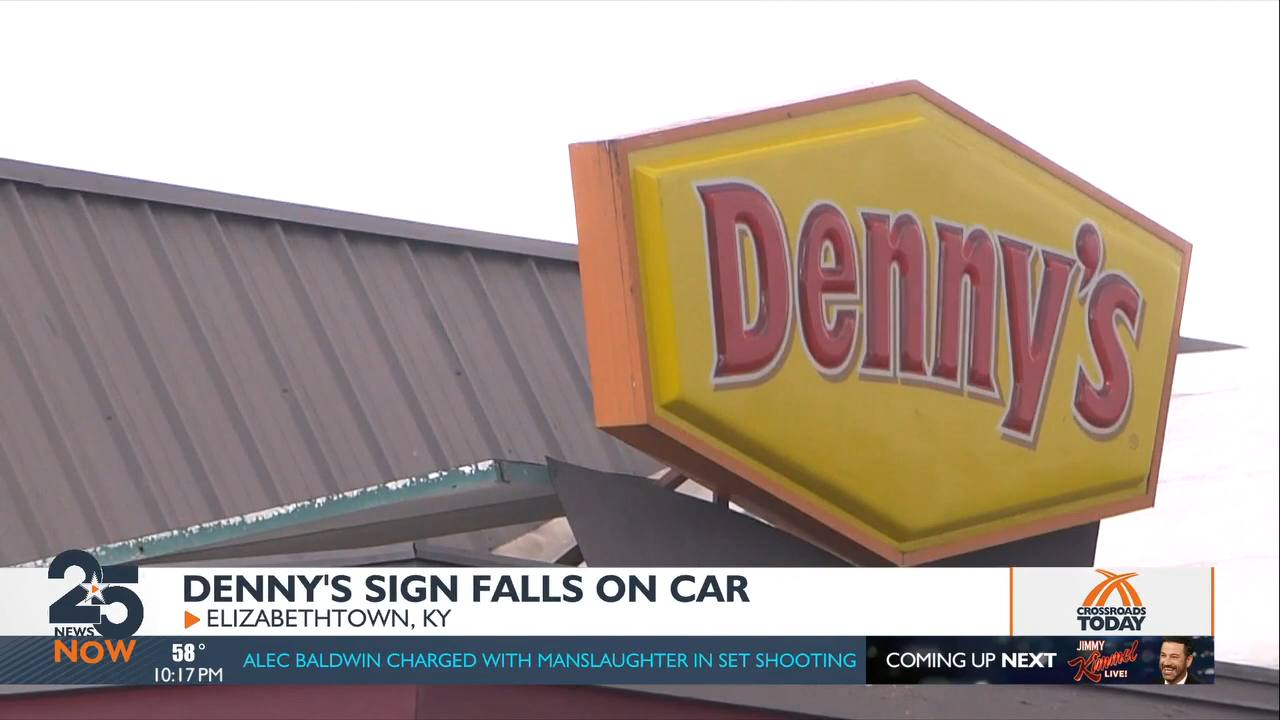 Denny's
DENNY'S SIGN FALLS ON CAR
ELIZABETHTOWN, KY
25
NEWS
NOW
58°
10:17 PM
ALEC BALDWIN CHARGED WITH MANSLAUGHTER IN SET SHOOTING
CROSSROADS
TODAY
COMING UP NEXT
JIMMY
Kimmel
LIVE!